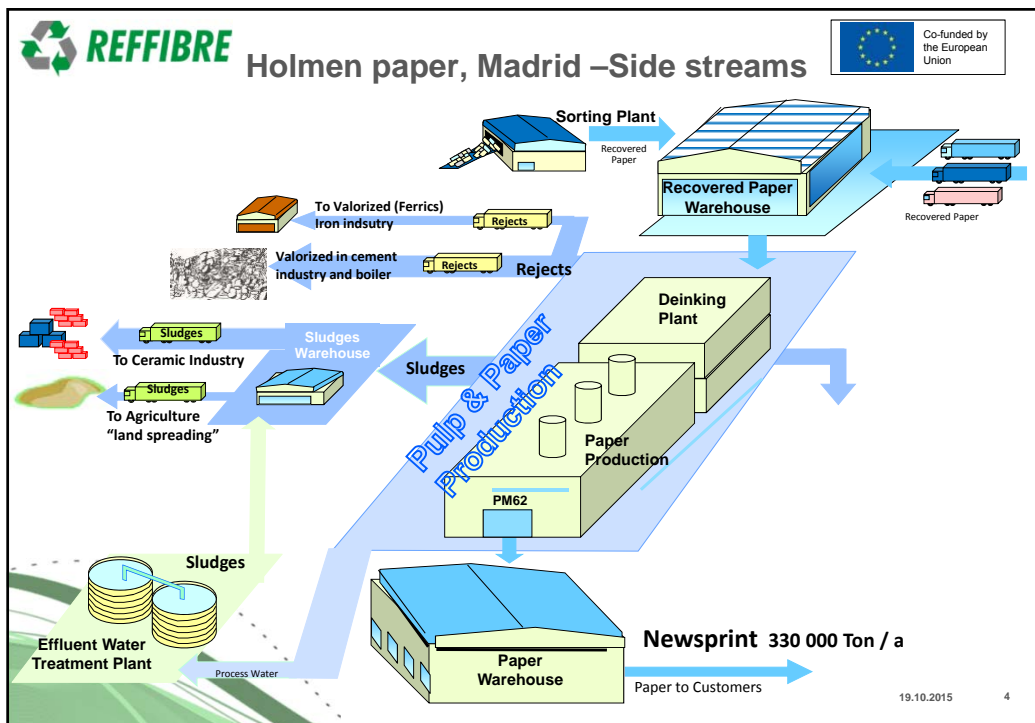 REFFIBRE
Holmen paper, Madrid –Side streams
Co-funded by
the European
Union
Sorting Plant
Recovered
Paper
Recovered Paper
Warehouse
Recovered Paper
To Valorized (Ferrics)
Iron indsutry
Rejects
Valorized in cement
industry and boiler
Rejects
Rejects
Deinking
Plant
Sludges
To Ceramic Industry
Sludges
Warehouse
Sludges
Sludges
To Agriculture
“land spreading”
Pulp & Paper
Production
Paper
Production
PM62
Sludges
Effluent Water
Treatment Plant
Process Water
Paper
Warehouse
Newsprint 330 000 Ton / a
Paper to Customers
19.10.2015
4